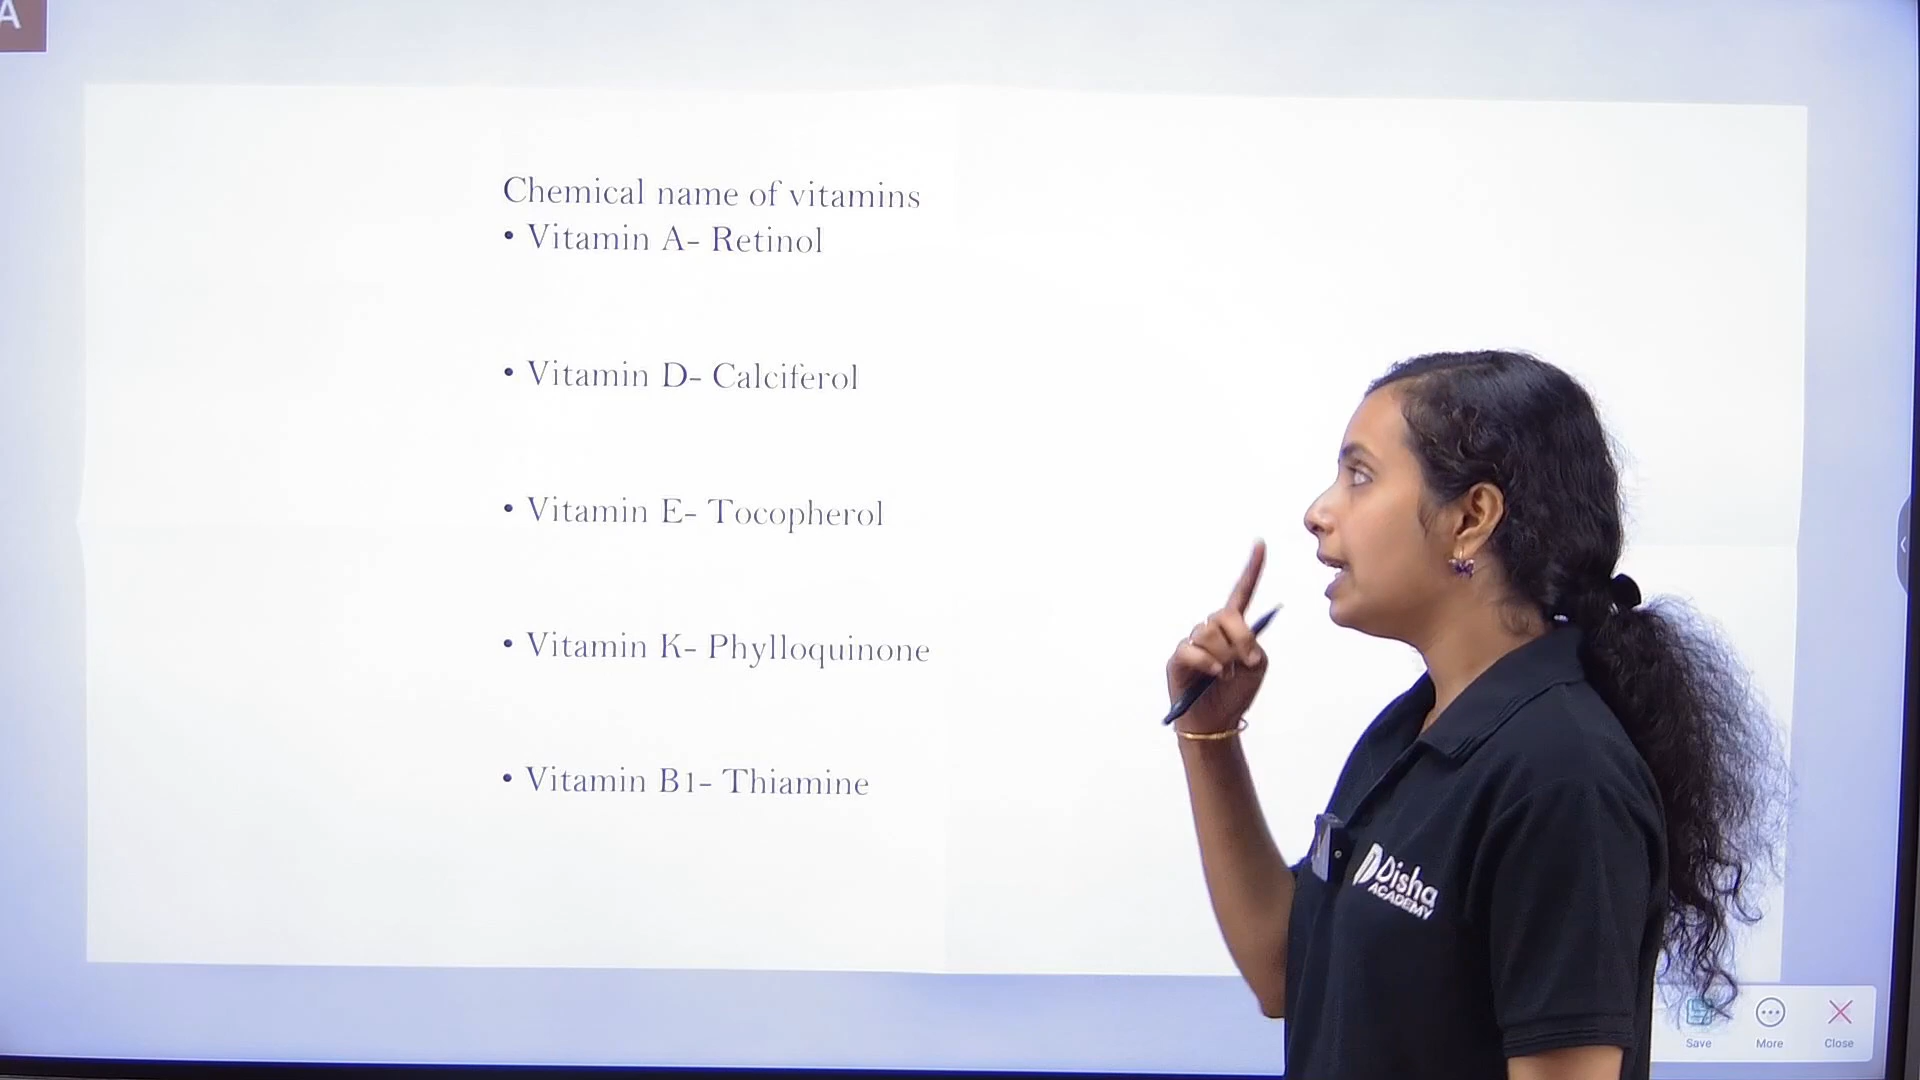 A
Chemical name of vitamins
• Vitamin A- Retinol
• Vitamin D- Calciferol
• Vitamin E- Tocopherol
• Vitamin K- Phylloquinone
• Vitamin B1- Thiamine
Disha
ACADEMY
Save More Close